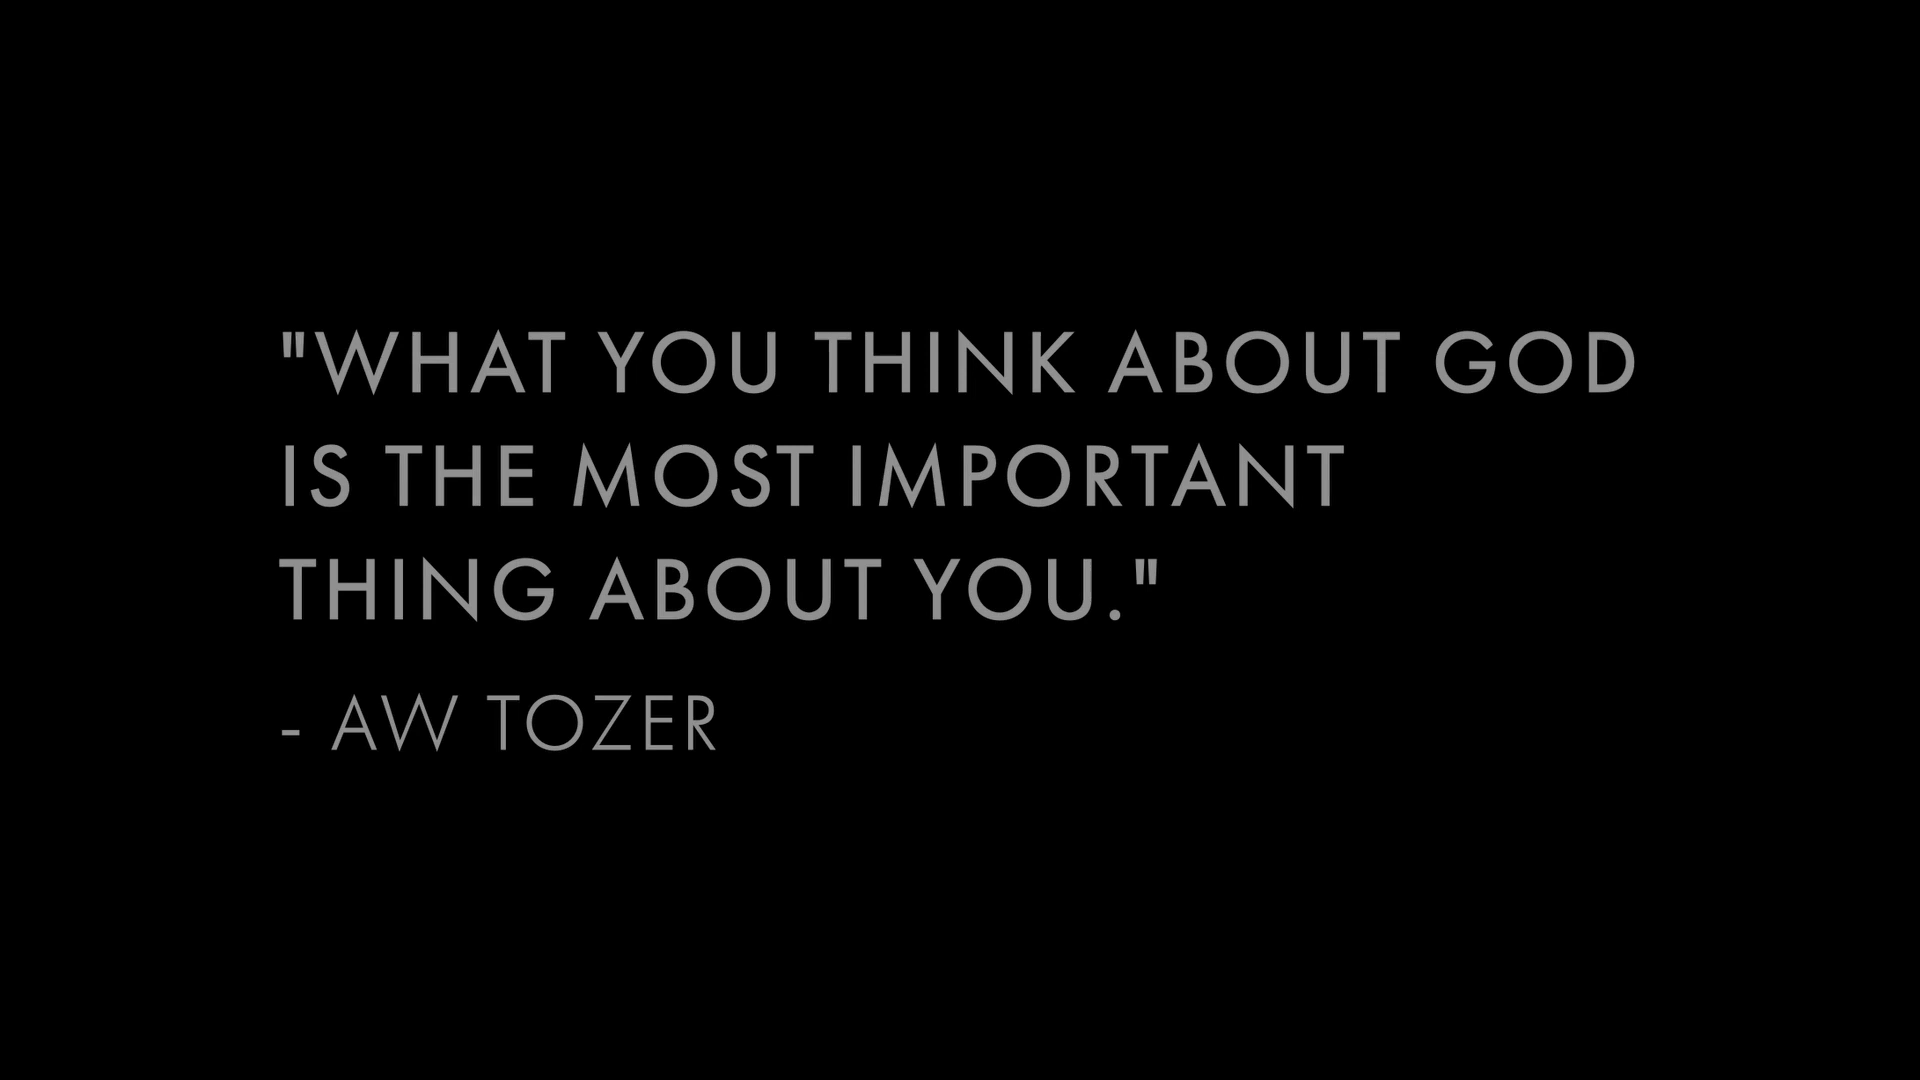 "WHAT YOU THINK ABOUT GOD
IS THE MOST IMPORTANT
THING ABOUT YOU."
- AW TOZER